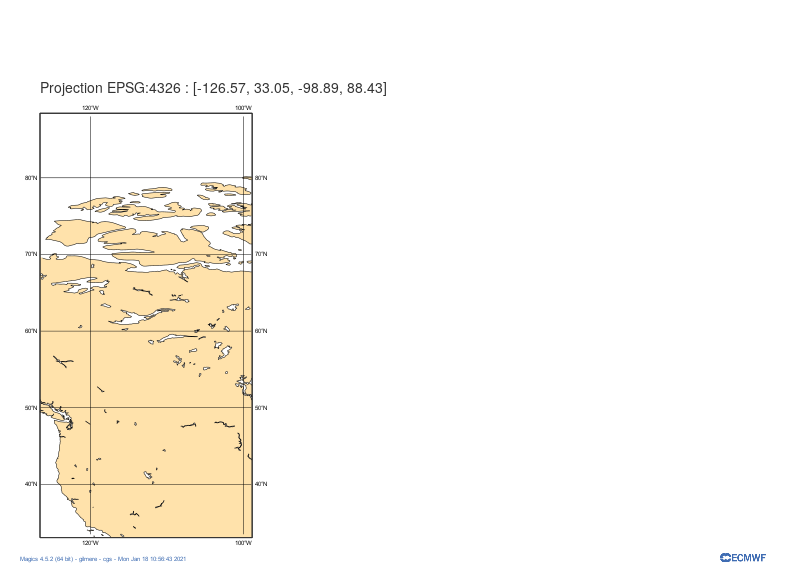 Projection EPSG:4326 : [-126.57, 33.05, -98.89, 88.43]
120°W 100°W
80°N 80°N
70°N 70°N
60°N 60°N
50°N 50°N
40°N 40°N
120°W 100°W
Magics 4.5.2 (64 bit) - gilmere - cgs - Mon Jan 18 10:56:43 2021
ECMWF